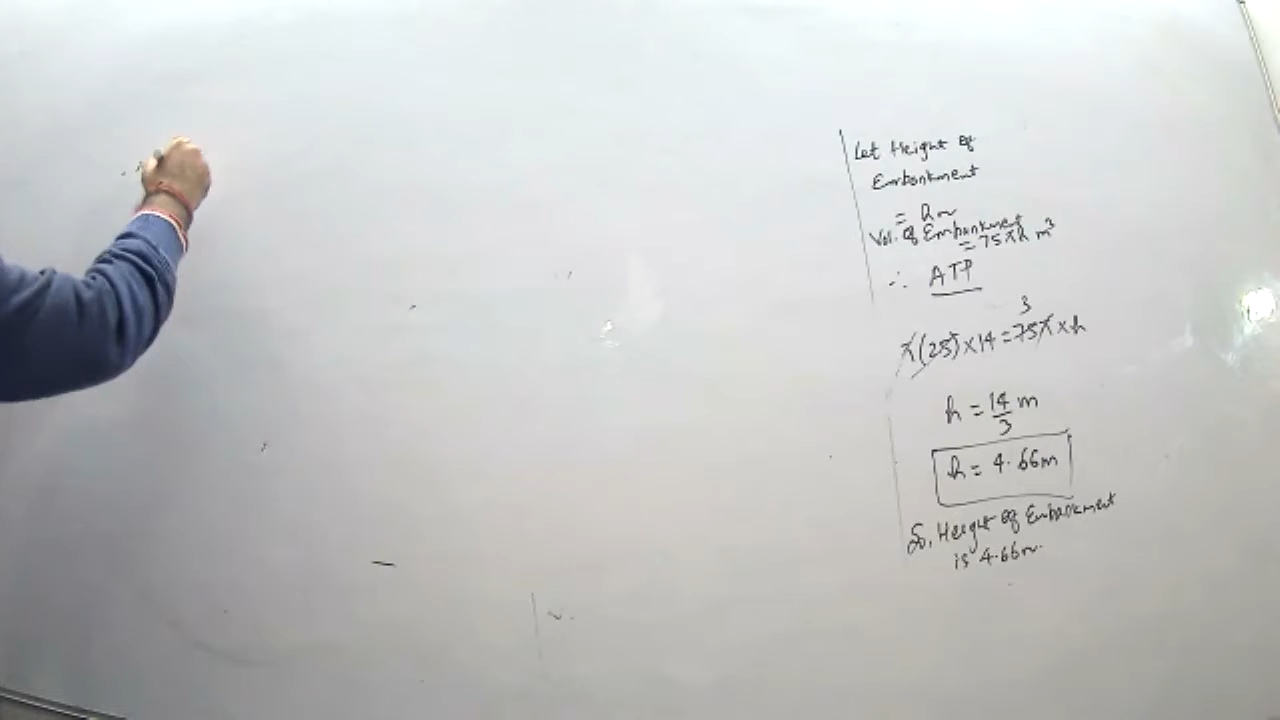 Let Height of
Embankment
= h m
Vol. of Embankment
= 75πh m³
∴ ATP
3
π(25)×14 = 75π×h
h = 14/3 m
h = 4.66m
So, Height of Embankment
is 4.66m.